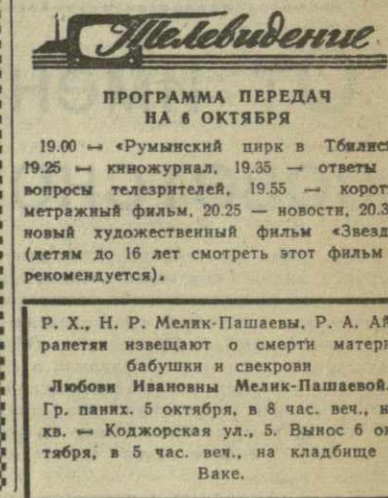 Телевидение
ПРОГРАММА ПЕРЕДАЧ
НА 6 ОКТЯБРЯ
19.00 — «Румынский цирк в Тбилиси
19.25 — киножурнал, 19.35 — ответы
вопросы телезрителей, 19.55 — корот
метражный фильм, 20.25 — новости, 20.3
новый художественный фильм «Звезд
(детям до 16 лет смотреть этот фильм
рекомендуется).
Р. Х., Н. Р. Мелик-Пашаевы, Р. А. Ай
рапетян извещают о смерти матери
бабушки и свекрови
Любови Ивановны Мелик-Пашаевой.
Гр. паних. 5 октября, в 8 час. веч., н
кв. — Коджорская ул., 5. Вынос 6 ок
тября, в 5 час. веч., на кладбище
Ваке.